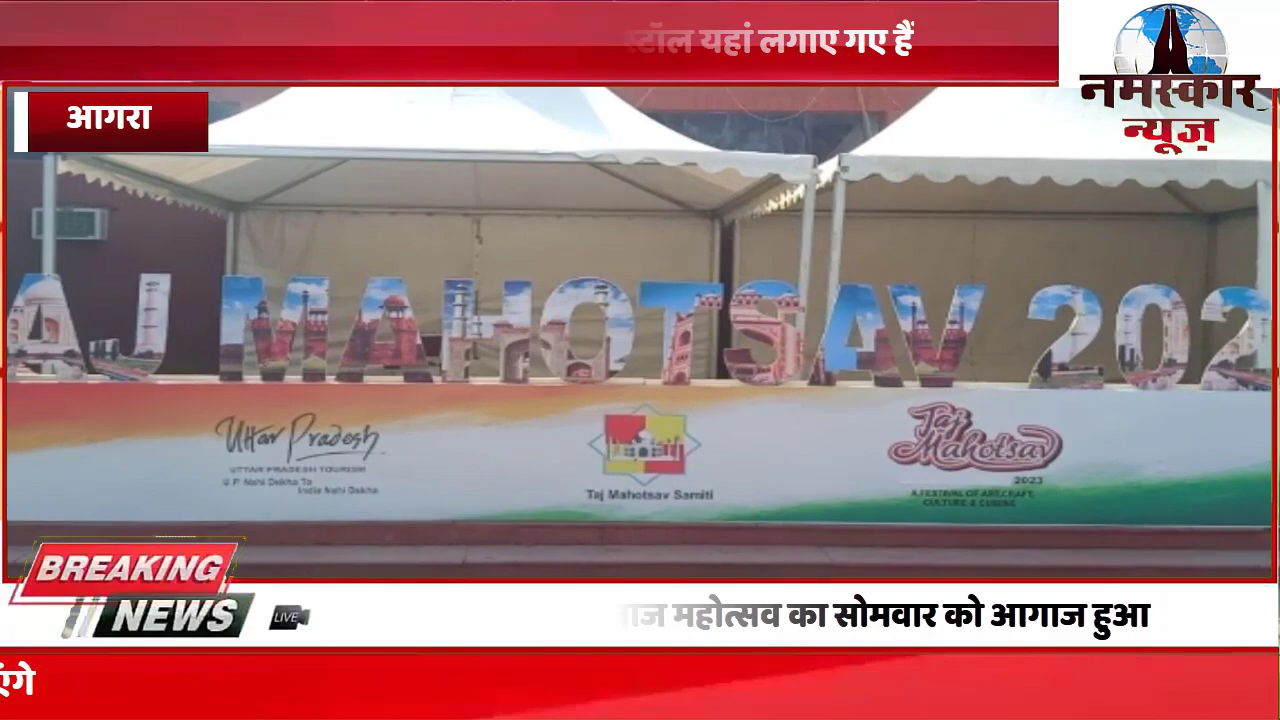 यहां लगाए गए हैं
नमस्कार
न्यूज़
आगरा
MAHOTSAV 202
Uttar Pradesh
UTTAR PRADESH TOURISM
U.P. Nahi Dekha To
India Nahi Dekha
Taj Mahotsav Samiti
Taj
Mahotsav
2023
A FESTIVAL OF ART,CRAFT,
CULTURE & CUISINE
BREAKING
NEWS
LIVE
महोत्सव का सोमवार को आगाज हुआ